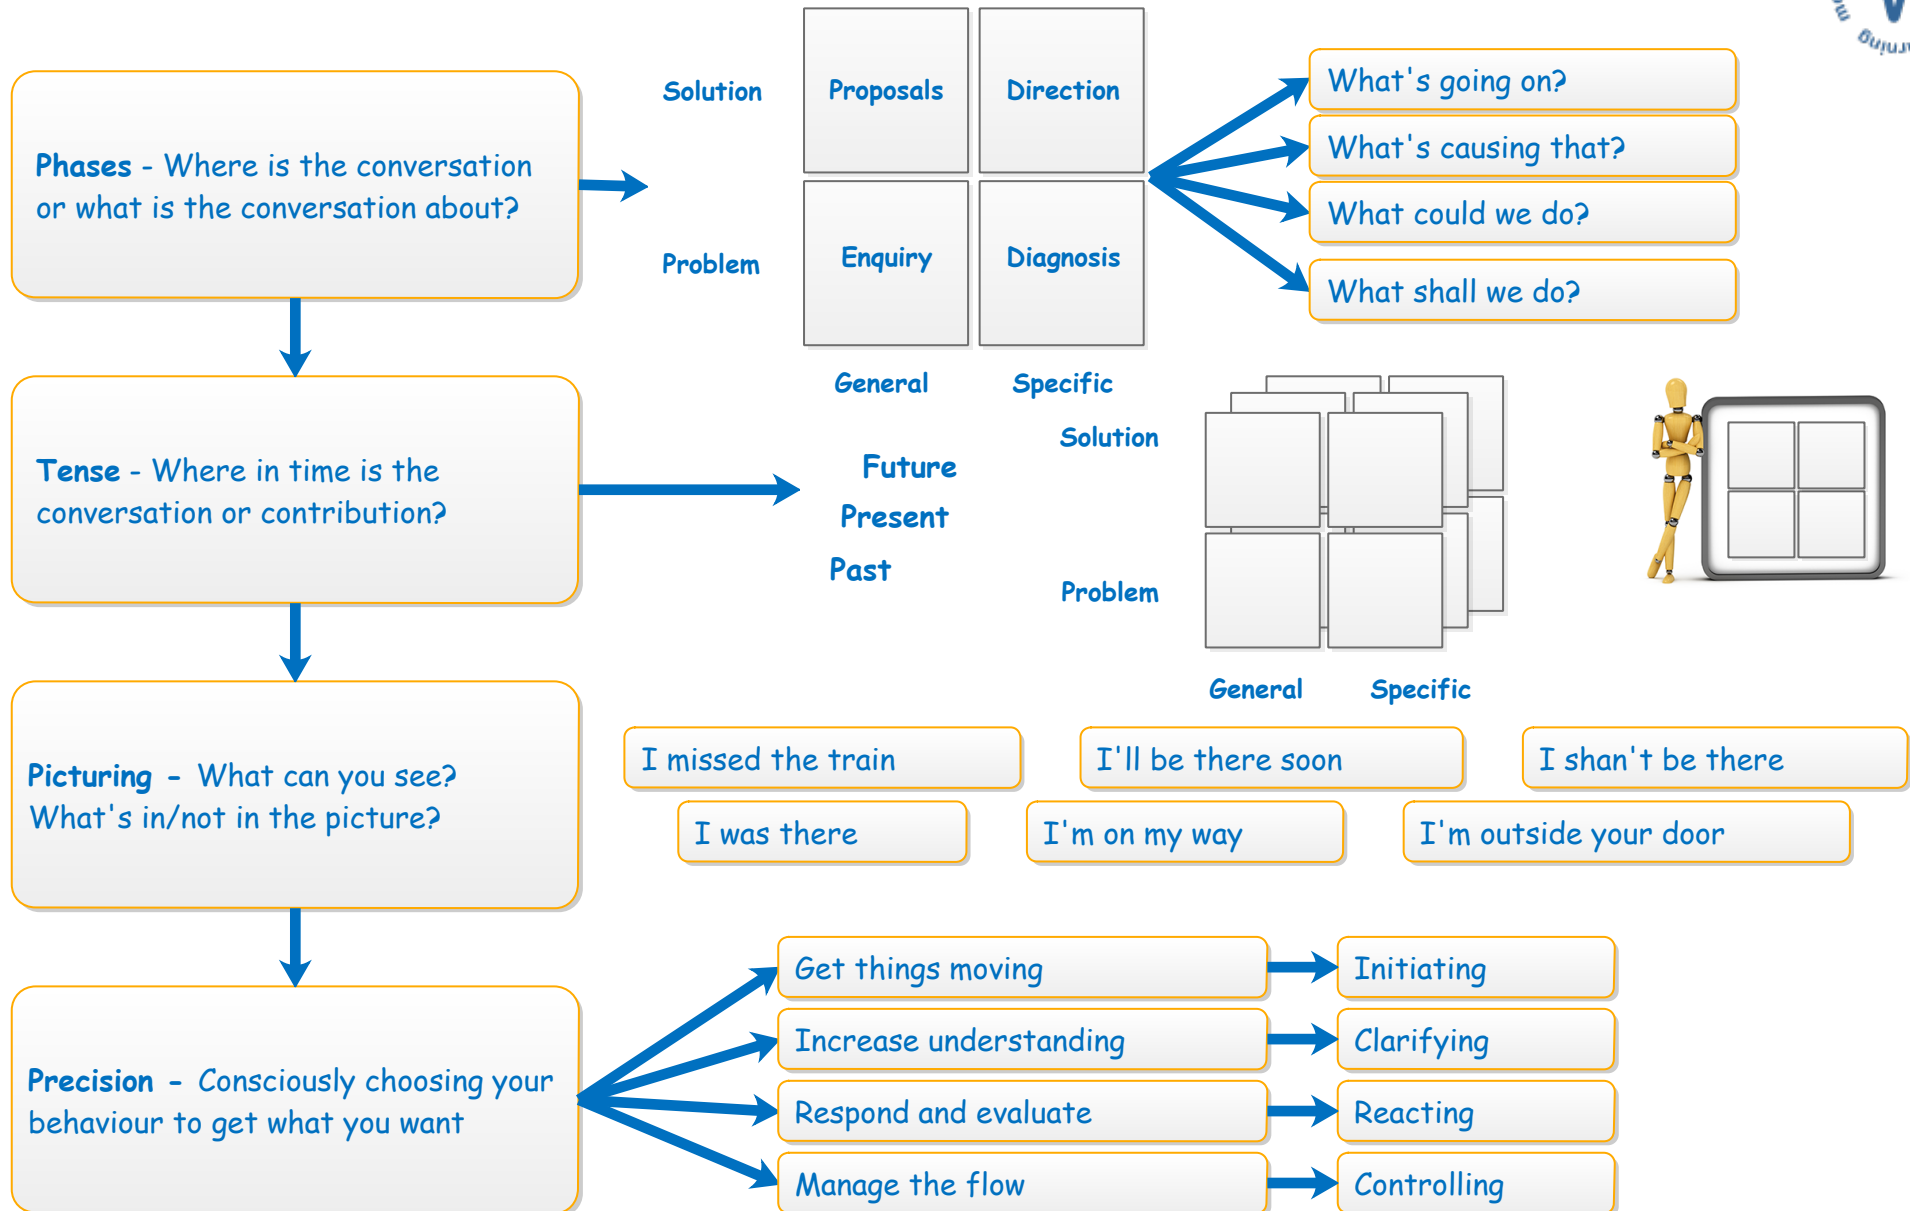 Phases - Where is the conversation
or what is the conversation about?
Solution
Proposals
Direction
Problem
Enquiry
Diagnosis
General
Specific
What's going on?
What's causing that?
What could we do?
What shall we do?
Tense - Where in time is the
conversation or contribution?
Future
Present
Past
Solution
Problem
General
Specific
Picturing - What can you see?
What's in/not in the picture?
I missed the train
I'll be there soon
I shan't be there
I was there
I'm on my way
I'm outside your door
Precision - Consciously choosing your
behaviour to get what you want
Get things moving
Initiating
Increase understanding
Clarifying
Respond and evaluate
Reacting
Manage the flow
Controlling